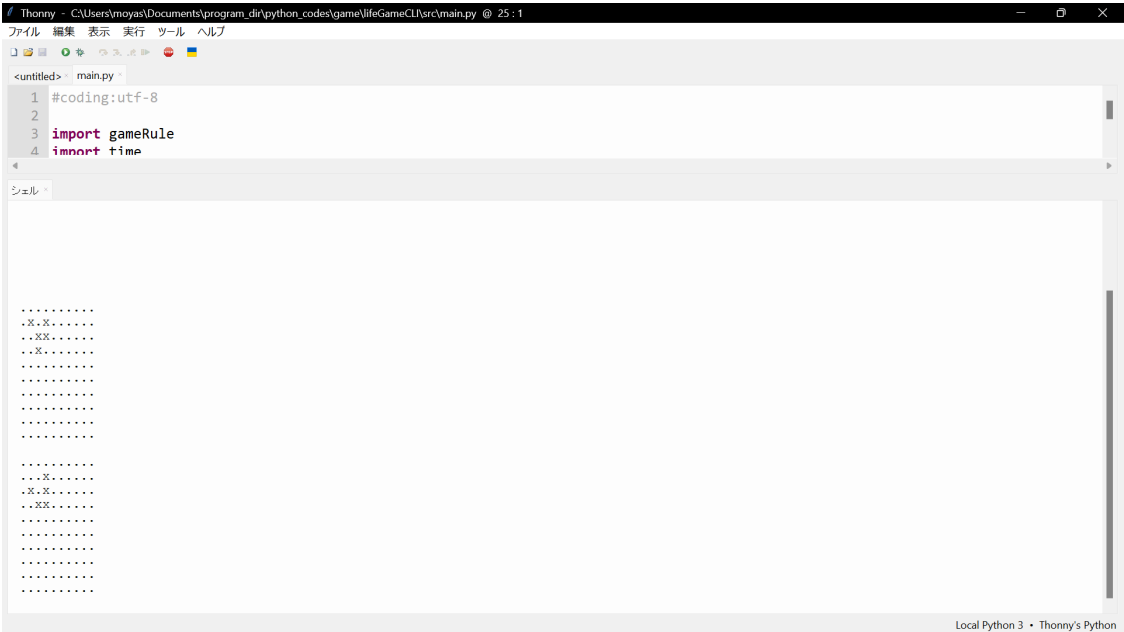 Thonny - C:\Users\moyas\Documents\program_dir\python_codes\game\lifeGameCLI\src\main.py @ 25 : 1
ファイル 編集 表示 実行 ツール ヘルプ
<untitled> × main.py ×
1 #coding:utf-8
2
3 import gameRule
4 import time
シェル ×
..........
.x.x......
..xx......
..x.......
..........
..........
..........
..........
..........
..........
..........
...x......
.x.x......
..xx......
..........
..........
..........
..........
..........
..........
Local Python 3 • Thonny's Python